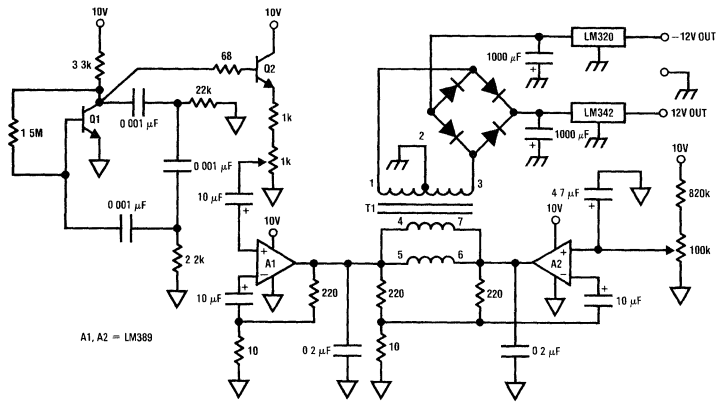 10V
10V
3 3k
68
Q2
LM320
–12V OUT
1000 μF
+
22k
Q1
0 001 μF
1 5M
1k
LM342
12V OUT
2
1000 μF
+
0 001 μF
1k
1
3
10V
T1
10 μF
+
4 7 μF
+
820k
0 001 μF
10V
4
7
10V
+
A1
–
5
6
A2
+
–
100k
2 2k
10 μF
+
220
220
220
+
10 μF
A1, A2 = LM389
10
0 2 μF
10
0 2 μF